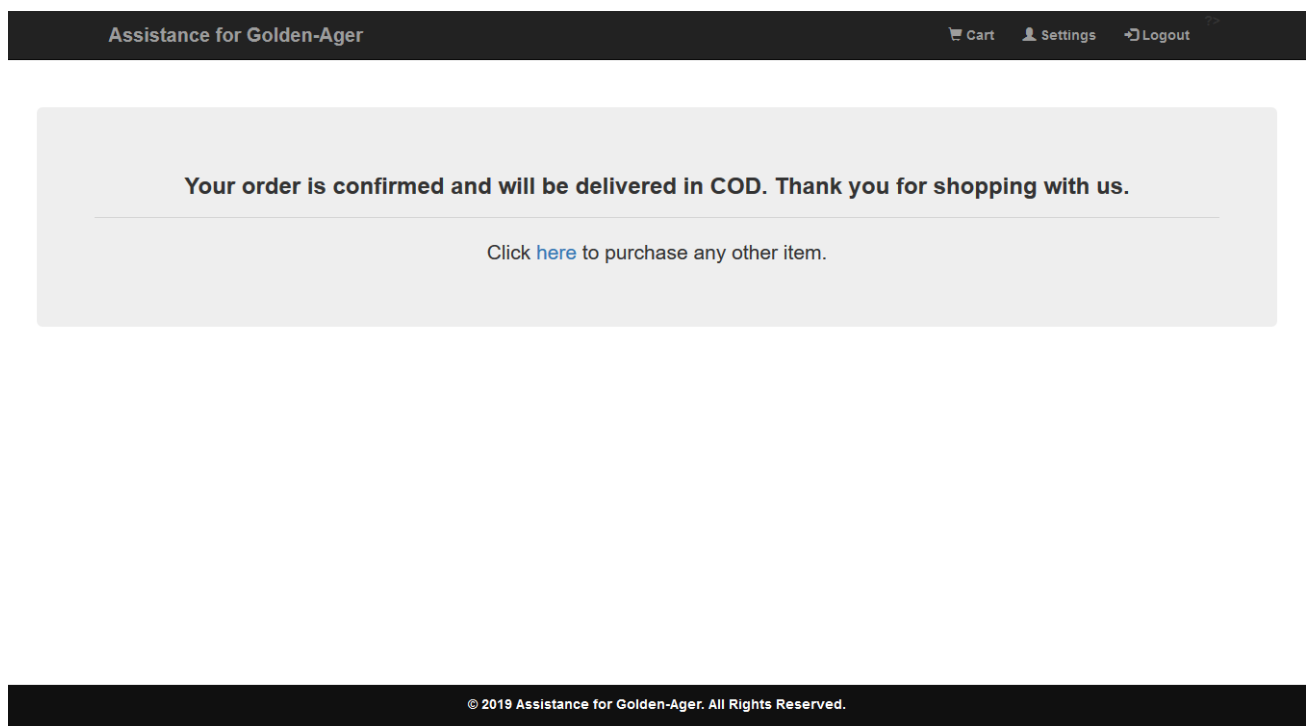 Assistance for Golden-Ager Cart Settings Logout ?>
Your order is confirmed and will be delivered in COD. Thank you for shopping with us.
Click here to purchase any other item.
© 2019 Assistance for Golden-Ager. All Rights Reserved.